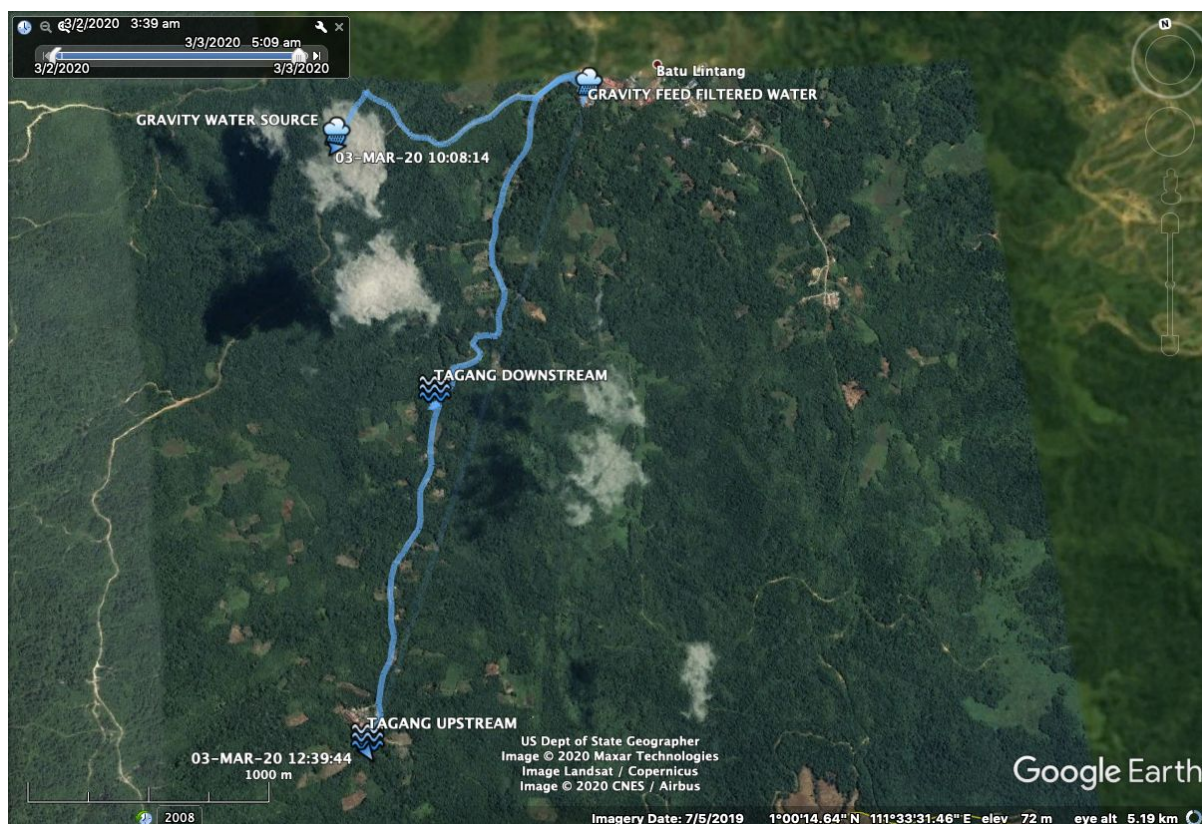 3/2/2020 3:39 am
3/3/2020 5:09 am
3/2/2020
3/3/2020
N
Batu Lintang
GRAVITY FEED FILTERED WATER
GRAVITY WATER SOURCE
03-MAR-20 10:08:14
TAGANG DOWNSTREAM
TAGANG UPSTREAM
03-MAR-20 12:39:44
1000 m
US Dept of State Geographer
Image © 2020 Maxar Technologies
Image Landsat / Copernicus
Image © 2020 CNES / Airbus
Google Earth
2008
Imagery Date: 7/5/2019 1°00'14.64" N 111°33'31.46" E elev 72 m eye alt 5.19 km